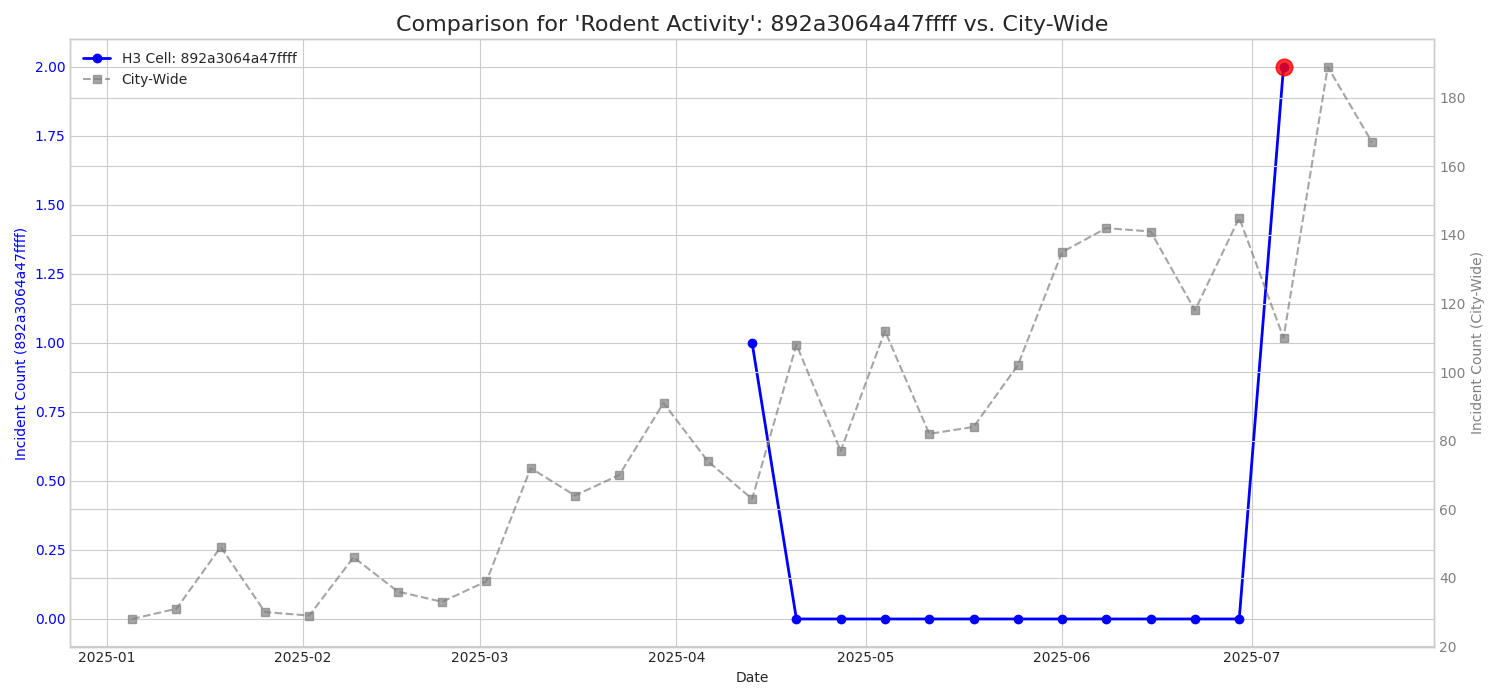 Comparison for 'Rodent Activity': 892a3064a47ffff vs. City-Wide
H3 Cell: 892a3064a47ffff
City-Wide
Incident Count (892a3064a47ffff)
2.00
1.75
1.50
1.25
1.00
0.75
0.50
0.25
0.00
180
160
140
120
100
80
60
40
20
Incident Count (City-Wide)
2025-01 2025-02 2025-03 2025-04 2025-05 2025-06 2025-07
Date